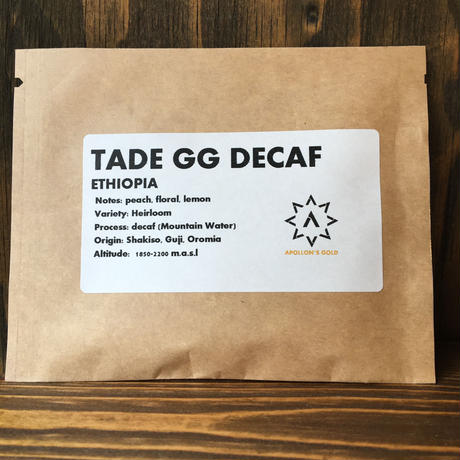 TADE GG DECAF
ETHIOPIA
Notes: peach, floral, lemon
Variety: Heirloom
Process: decaf (Mountain Water)
Origin: Shakiso, Guji, Oromia
Altitude: 1850-2200 m.a.s.l
APOLLON'S GOLD